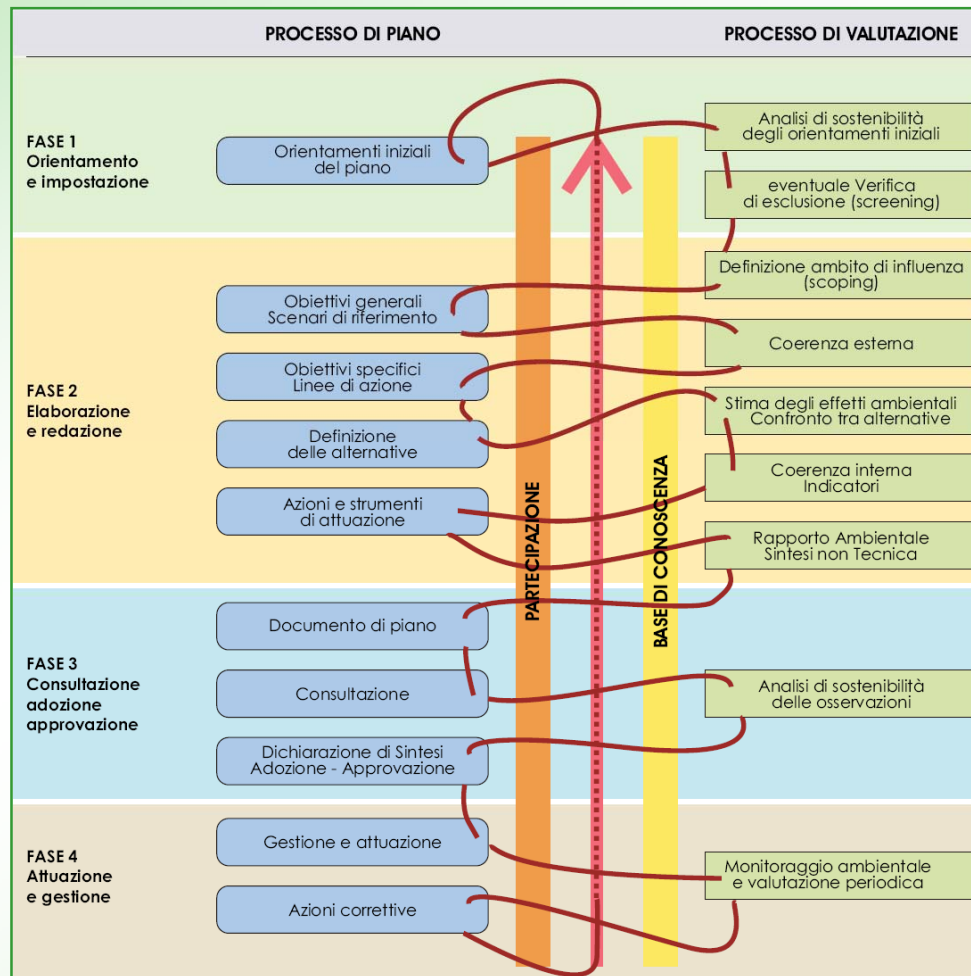 PROCESSO DI PIANO
PROCESSO DI VALUTAZIONE
FASE 1
Orientamento
e impostazione
Orientamenti iniziali
del piano
Analisi di sostenibilità
degli orientamenti iniziali
eventuale Verifica
di esclusione (screening)
FASE 2
Elaborazione
e redazione
Obiettivi generali
Scenari di riferimento
Obiettivi specifici
Linee di azione
Definizione
delle alternative
Azioni e strumenti
di attuazione
Definizione ambito di influenza
(scoping)
Coerenza esterna
Stima degli effetti ambientali
Confronto tra alternative
Coerenza interna
Indicatori
Rapporto Ambientale
Sintesi non Tecnica
PARTECIPAZIONE
BASE DI CONOSCENZA
FASE 3
Consultazione
adozione
approvazione
Documento di piano
Consultazione
Dichiarazione di Sintesi
Adozione - Approvazione
Analisi di sostenibilità
delle osservazioni
FASE 4
Attuazione
e gestione
Gestione e attuazione
Azioni correttive
Monitoraggio ambientale
e valutazione periodica